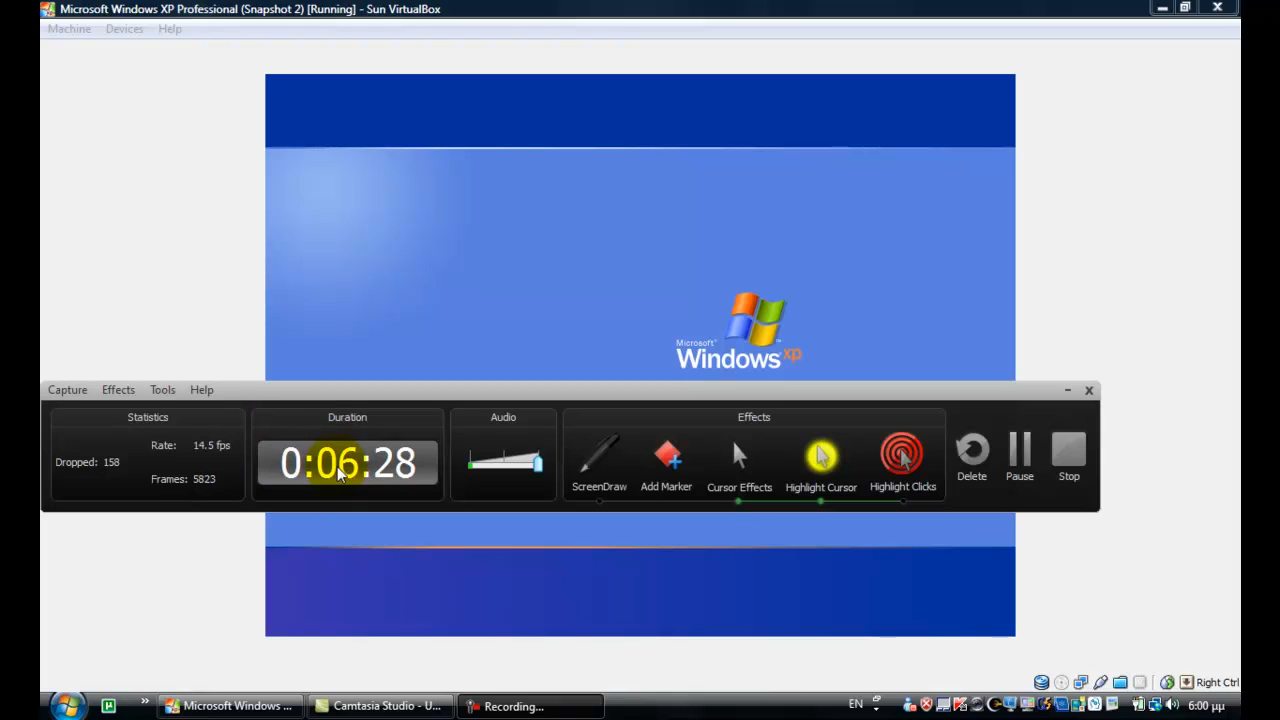 Microsoft Windows XP Professional (Snapshot 2) [Running] - Sun VirtualBox
Machine Devices Help
Microsoft
Windows xp
Capture Effects Tools Help
Statistics Duration Audio Effects
Rate: 14.5 fps
Dropped: 158
Frames: 5823
0:06:28
ScreenDraw Add Marker Cursor Effects Highlight Cursor Highlight Clicks Delete Pause Stop
Right Ctrl
Microsoft Windows ... Camtasia Studio - U... Recording... EN 6:00 μμ